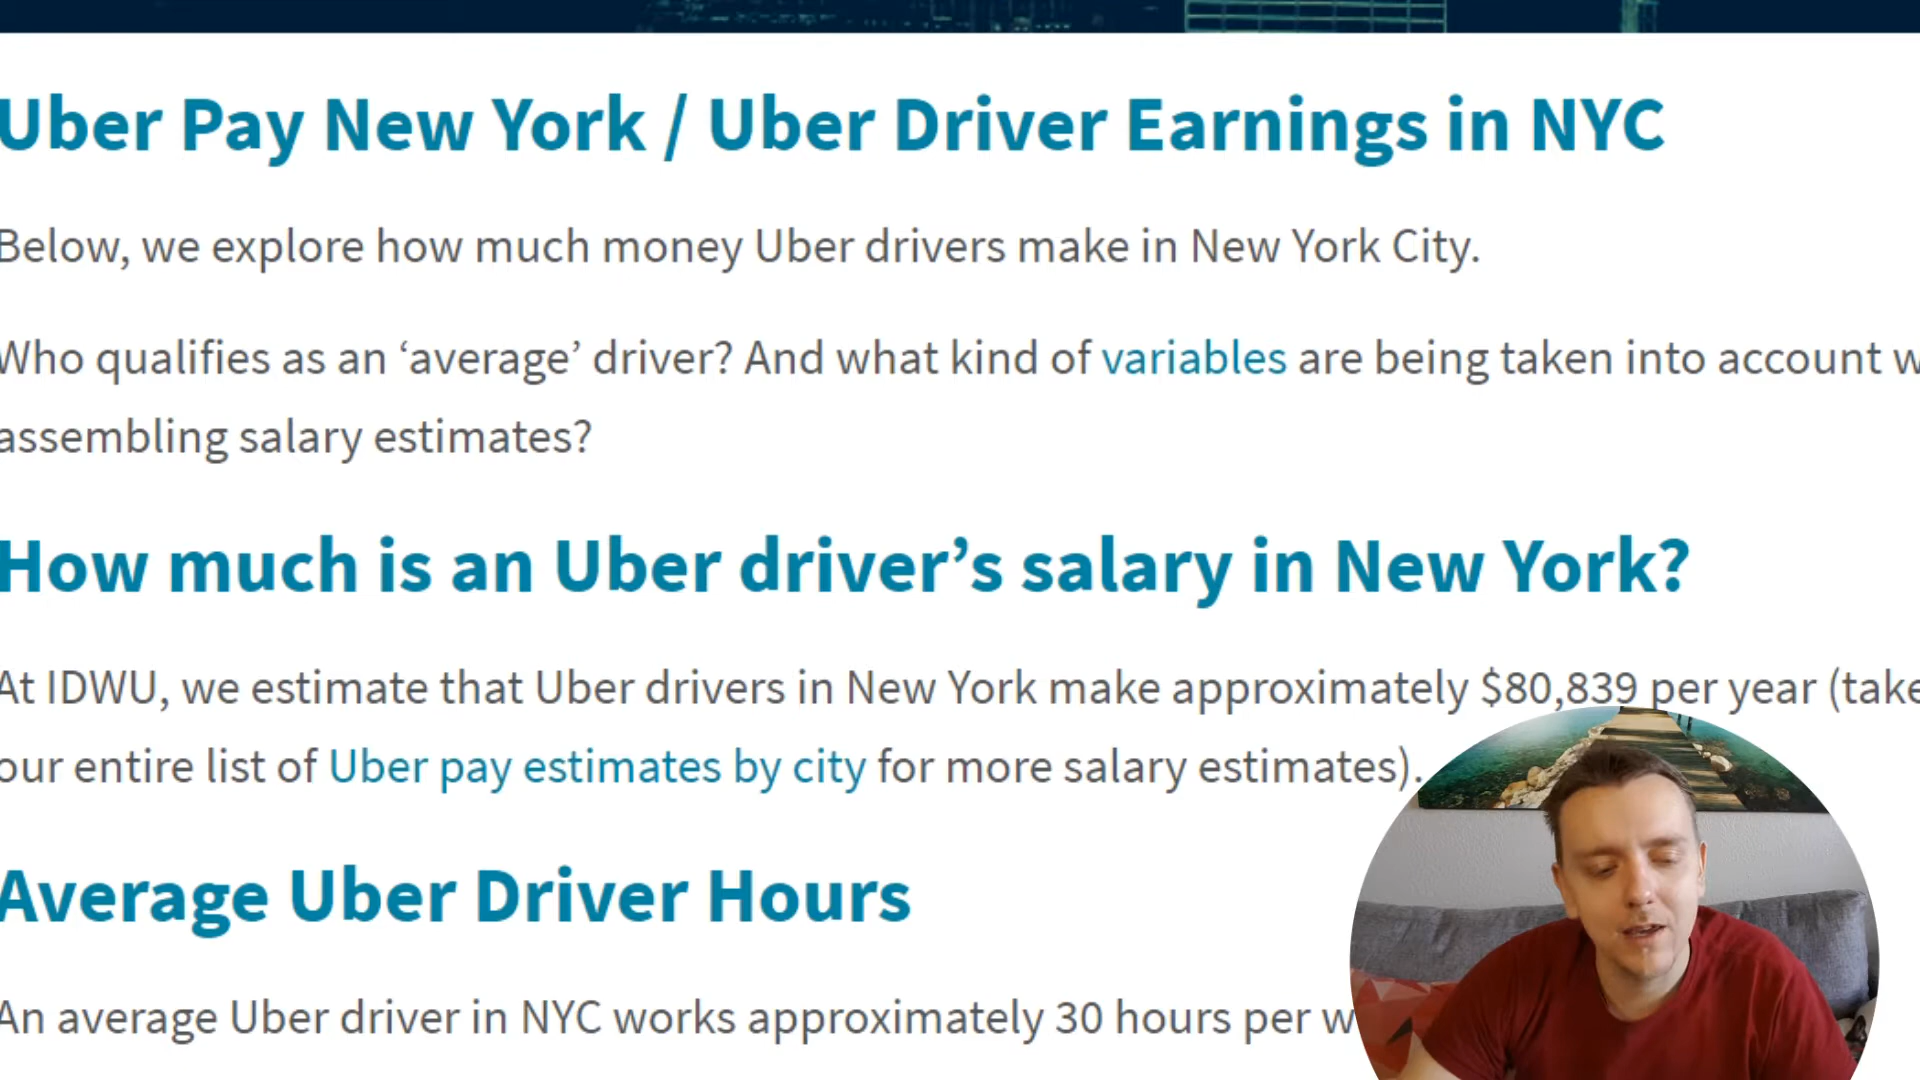 Uber Pay New York / Uber Driver Earnings in NYC
Below, we explore how much money Uber drivers make in New York City.
Who qualifies as an ‘average’ driver? And what kind of variables are being taken into account
assembling salary estimates?
How much is an Uber driver’s salary in New York?
At IDWU, we estimate that Uber drivers in New York make approximately $80,839 per year (take
our entire list of Uber pay estimates by city for more salary estimates).
Average Uber Driver Hours
An average Uber driver in NYC works approximately 30 hours per